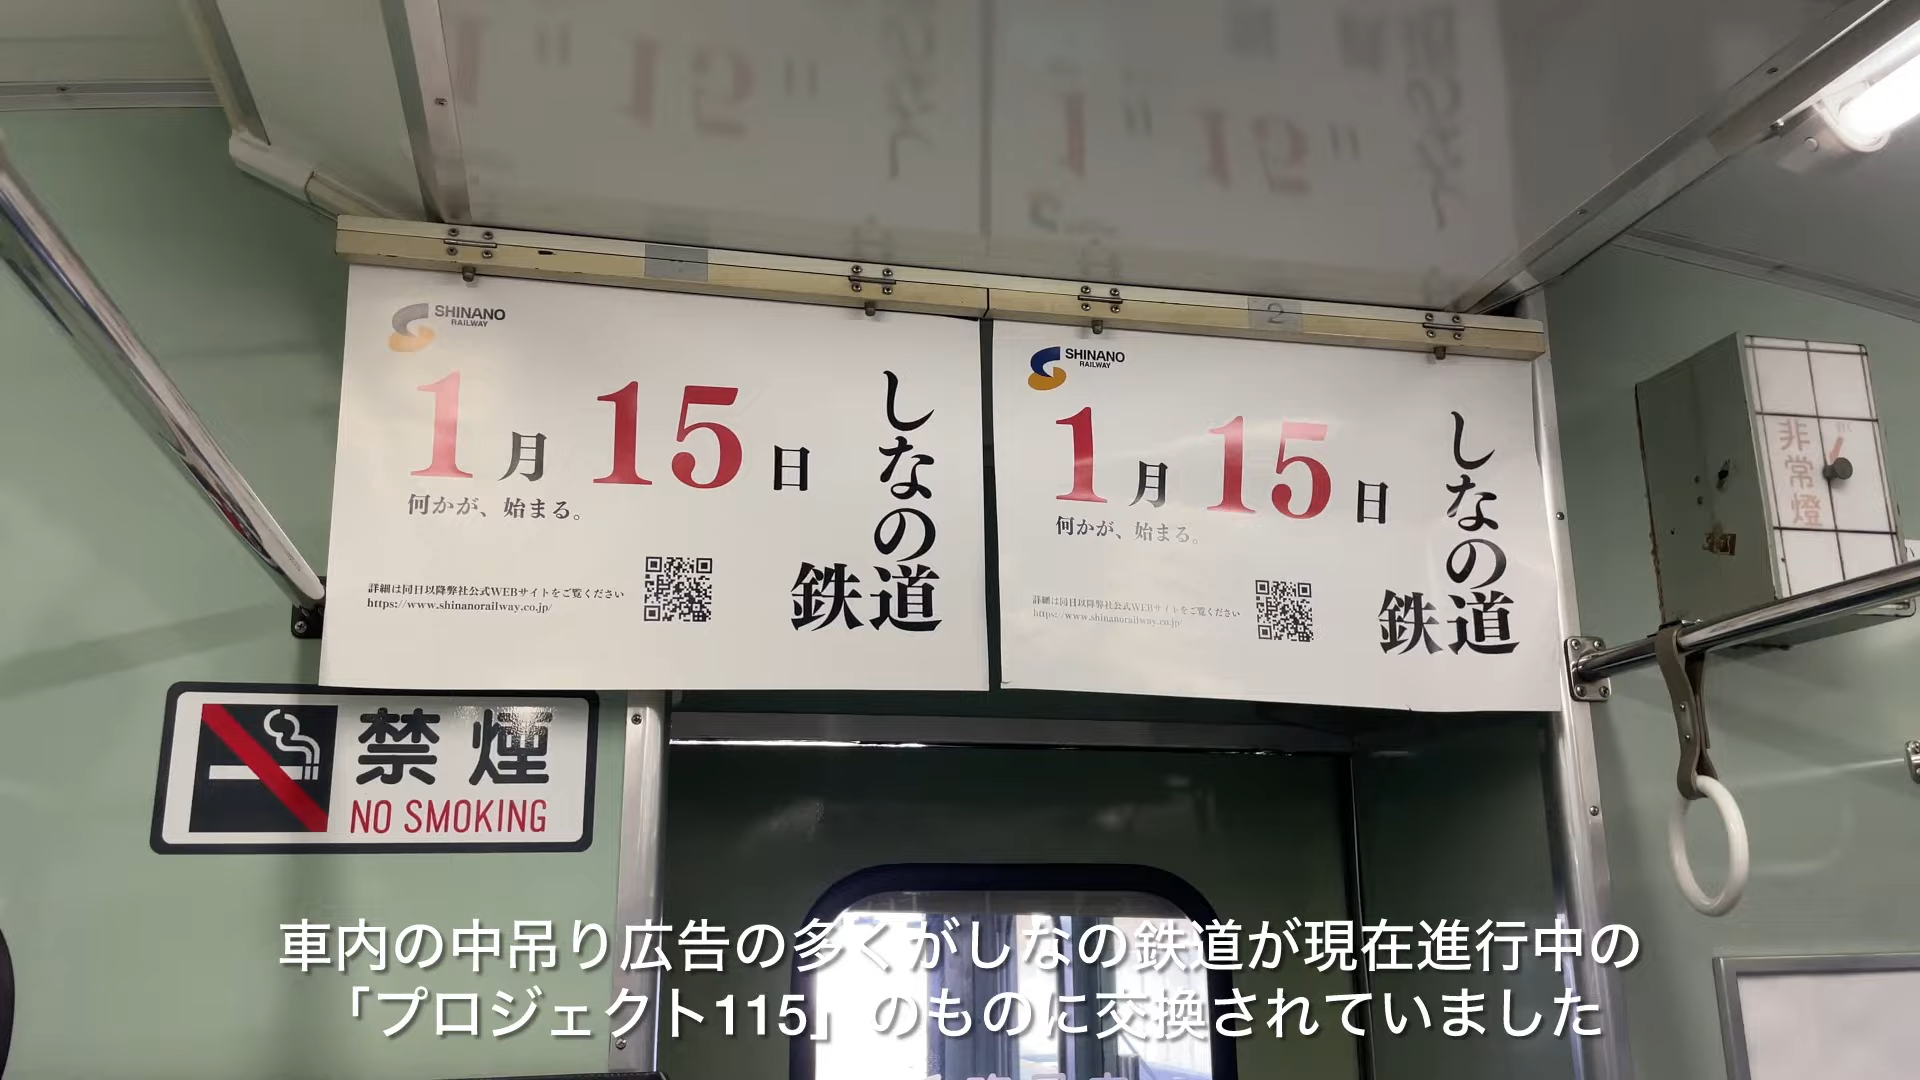 SHINANO
RAILWAY
1月15日
何かが、始まる。
詳細は同日以降弊社公式WEBサイトをご覧ください
https://www.shinanorailway.co.jp/
しなの
鉄道
SHINANO
RAILWAY
1月15日
何かが、始まる。
詳細は同日以降弊社公式WEBサイトをご覧ください
https://www.shinanorailway.co.jp/
しなの
鉄道
2
非常燈
禁煙
NO SMOKING
車内の中吊り広告の多くがしなの鉄道が現在進行中の
「プロジェクト115」のものに交換されていました